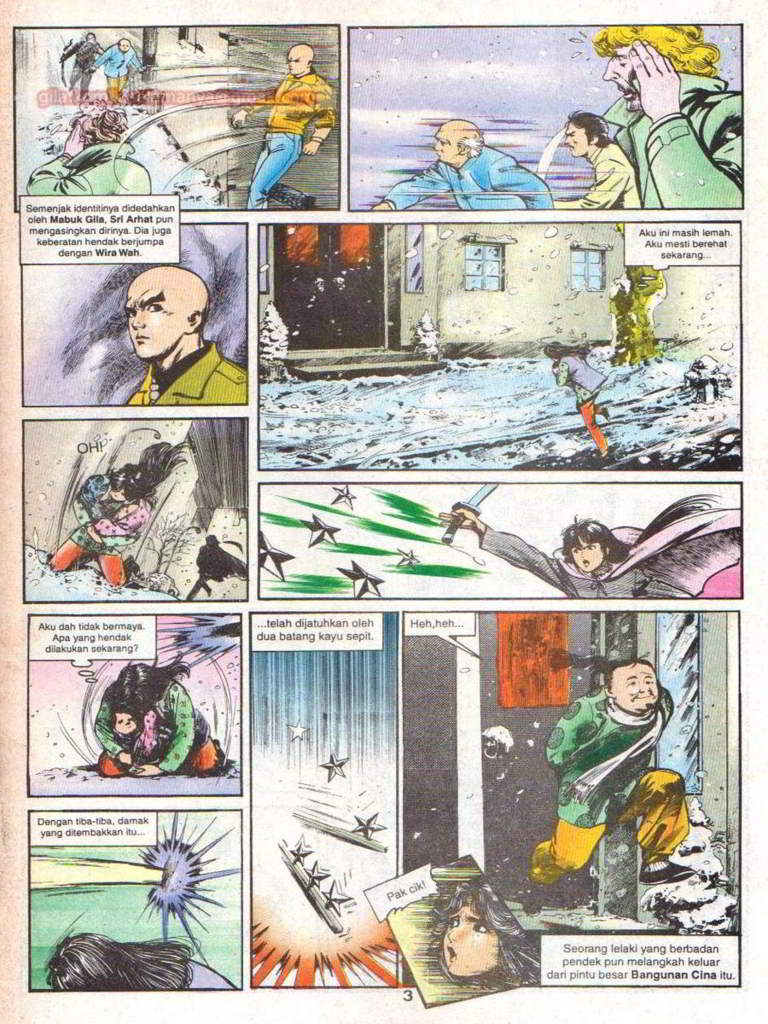 Semenjak identitinya didedahkan
oleh Mabuk Gila, Sri Arhat pun
mengasingkan dirinya. Dia juga
keberatan hendak berjumpa
dengan Wira Wah.
Aku ini masih lemah.
Aku mesti berehat
sekarang...
OH!
Aku dah tidak bermaya.
Apa yang hendak
dilakukan sekarang?
Dengan tiba-tiba, damak
yang ditembakkan itu...
...telah dijatuhkan oleh
dua batang kayu sepit.
Heh,heh...
Pak cik!
Seorang lelaki yang berbadan
pendek pun melangkah keluar
dari pintu besar Bangunan Cina itu.
3